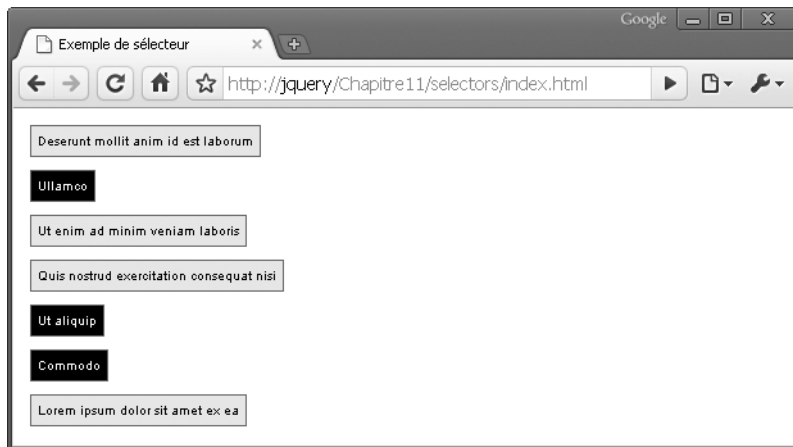 Google
Exemple de sélecteur
http://jquery/Chapitre11/selectors/index.html
Deserunt mollit anim id est laborum
Ullamco
Ut enim ad minim veniam laboris
Quis nostrud exercitation consequat nisi
Ut aliquip
Commodo
Lorem ipsum dolor sit amet ex ea